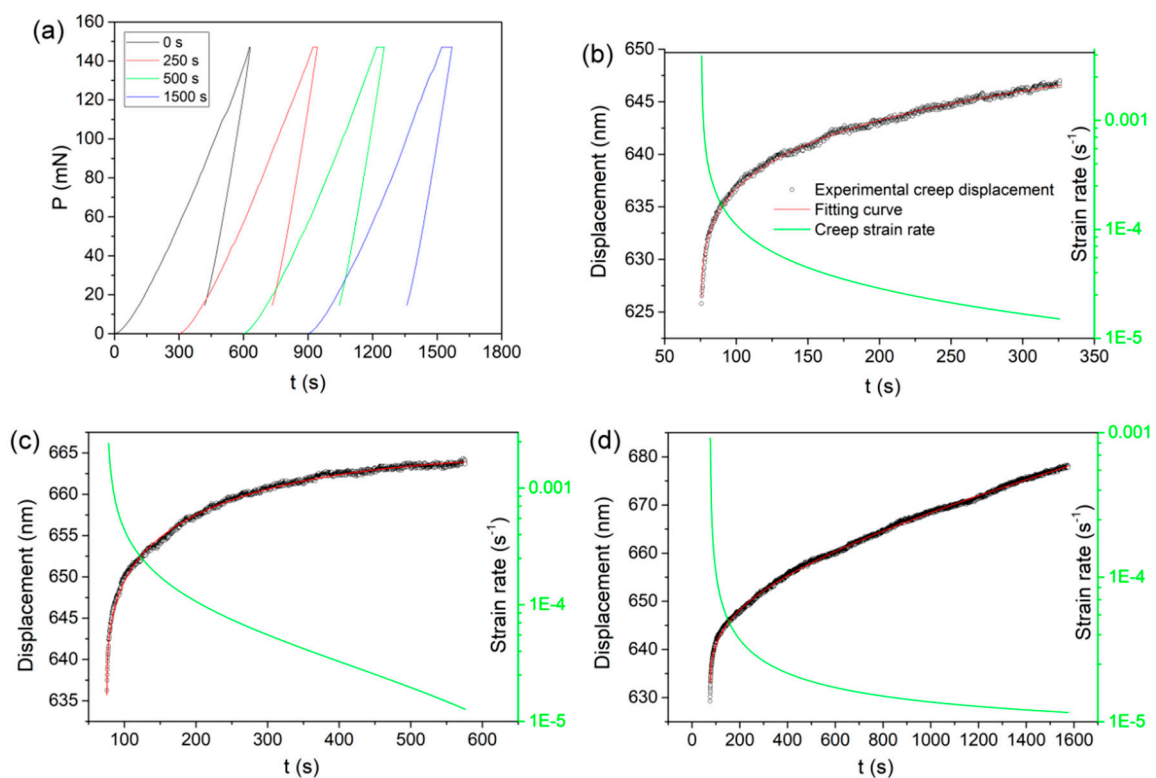 (a)
160
140
120
100
80
60
40
20
0
P (mN)
0 s
250 s
500 s
1500 s
0 300 600 900 1200 1500 1800
t (s)
(b)
650
645
640
635
630
625
Displacement (nm)
Experimental creep displacement
Fitting curve
Creep strain rate
0.001
1E-4
1E-5
Strain rate (s⁻¹)
50 100 150 200 250 300 350
t (s)
(c)
665
660
655
650
645
640
635
Displacement (nm)
0.001
1E-4
1E-5
Strain rate (s⁻¹)
100 200 300 400 500 600
t (s)
(d)
680
670
660
650
640
630
Displacement (nm)
0.001
1E-4
1E-5
Strain rate (s⁻¹)
0 200 400 600 800 1000 1200 1400 1600
t (s)